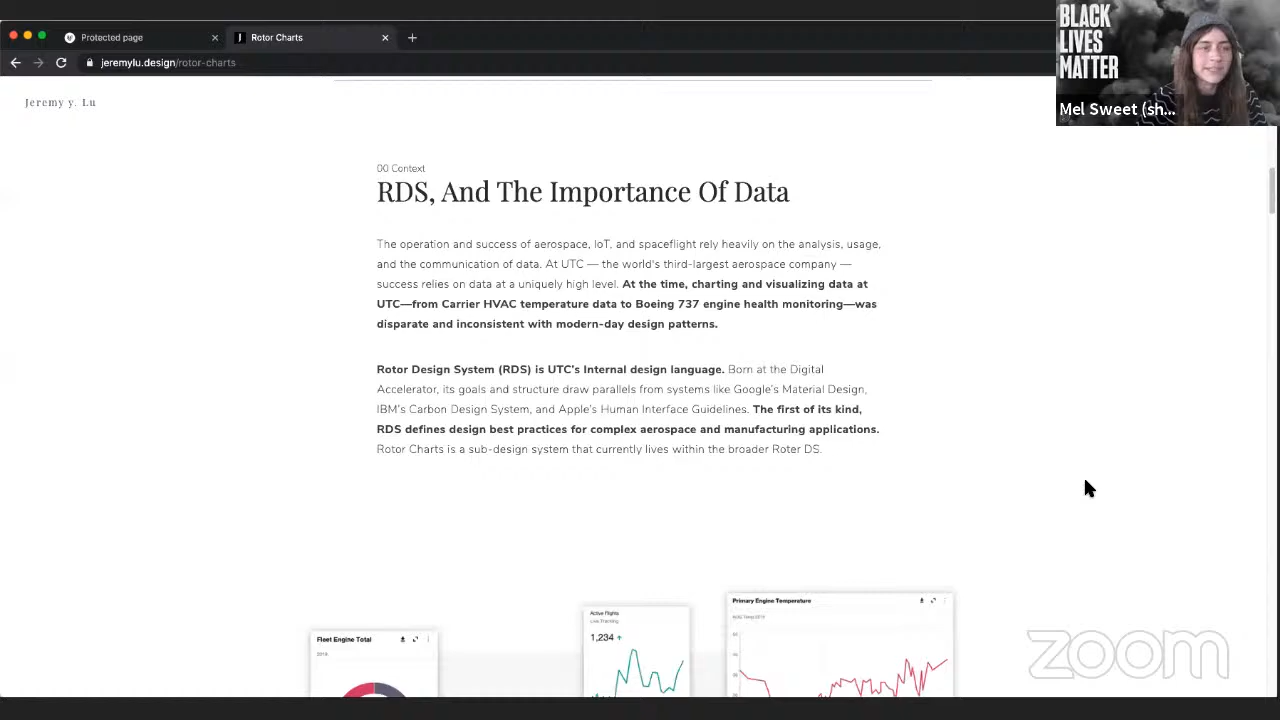 Protected page
Rotor Charts
jeremylu.design/rotor-charts
BLACK
LIVES
MATTER
Mel Sweet (sh...
Jeremy y. Lu
00 Context
RDS, And The Importance Of Data
The operation and success of aerospace, IoT, and spaceflight rely heavily on the analysis, usage,
and the communication of data. At UTC — the world's third-largest aerospace company —
success relies on data at a uniquely high level. At the time, charting and visualizing data at
UTC—from Carrier HVAC temperature data to Boeing 737 engine health monitoring—was
disparate and inconsistent with modern-day design patterns.
Rotor Design System (RDS) is UTC's Internal design language. Born at the Digital
Accelerator, its goals and structure draw parallels from systems like Google's Material Design,
IBM's Carbon Design System, and Apple's Human Interface Guidelines. The first of its kind,
RDS defines design best practices for complex aerospace and manufacturing applications.
Rotor Charts is a sub-design system that currently lives within the broader Roter DS.
Fleet Engine Total
2019
Active Flights
Live Tracking
1,234
Primary Engine Temperature
zoom